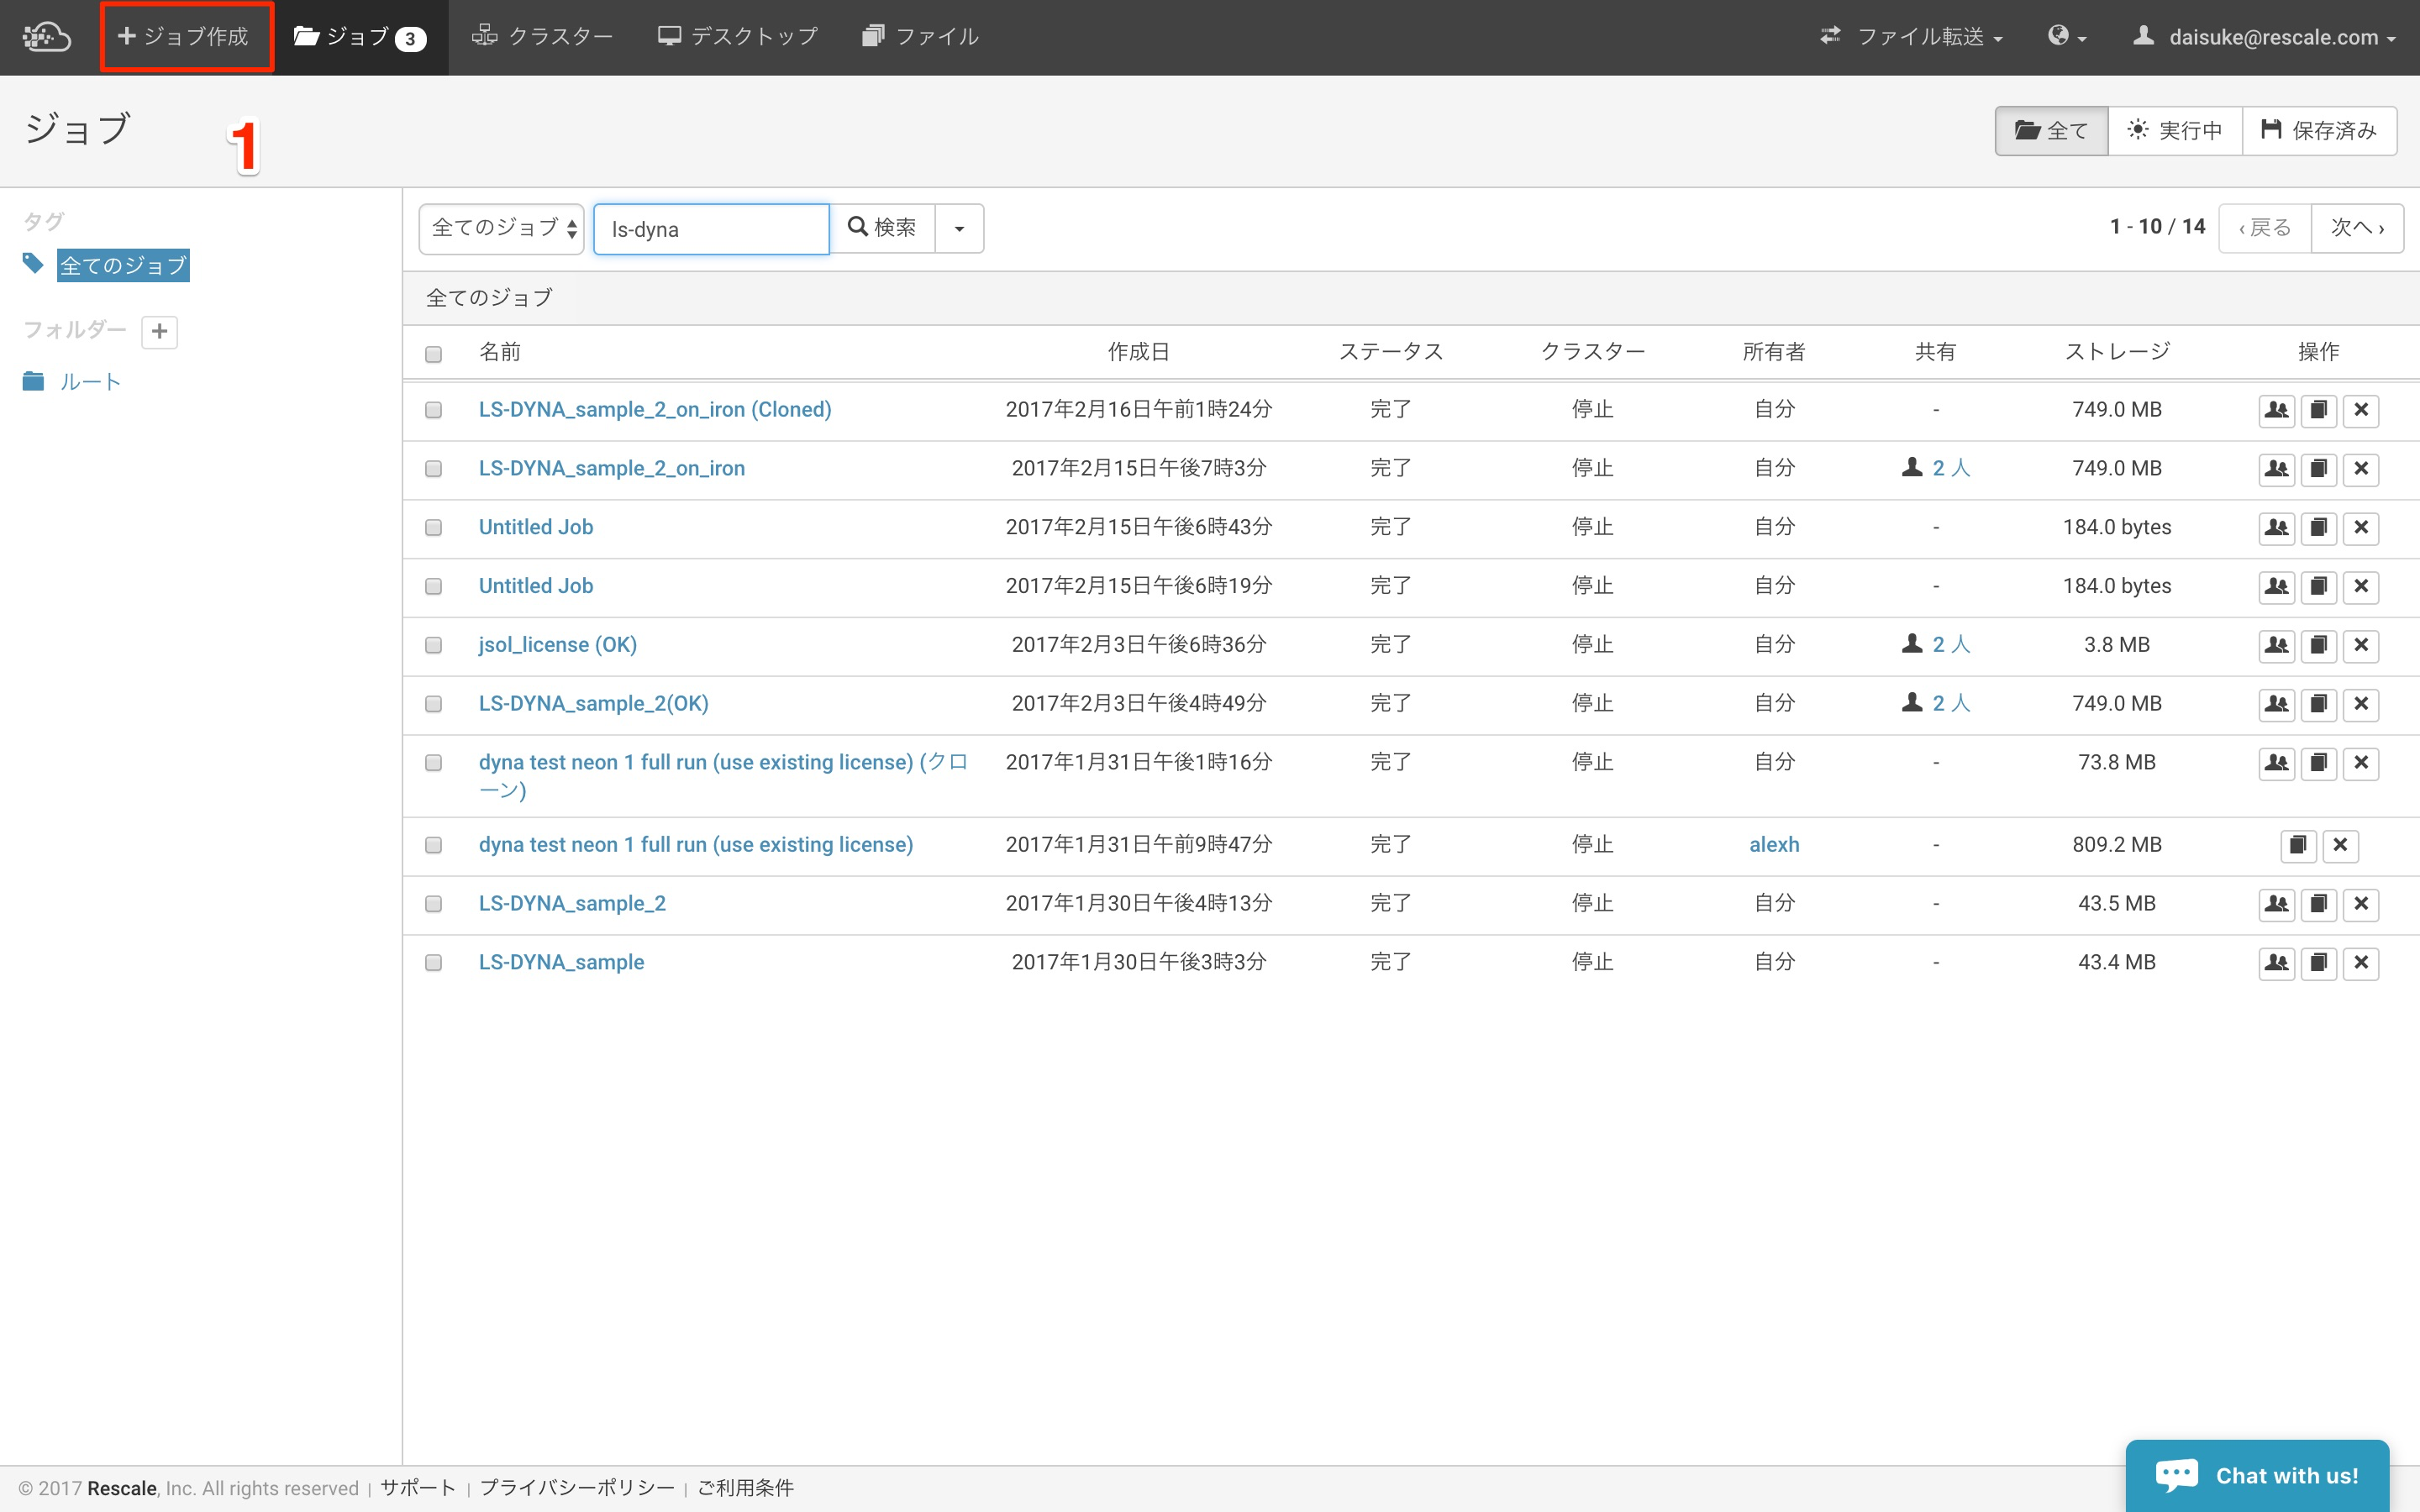 ジョブ作成 ジョブ 3 クラスター デスクトップ ファイル ファイル転送 daisuke@rescale.com
ジョブ 1 全て 実行中 保存済み
タグ
全てのジョブ
フォルダー
ルート
全てのジョブ ls-dyna 検索 1 - 10 / 14 ‹ 戻る 次へ ›
全てのジョブ
名前 作成日 ステータス クラスター 所有者 共有 ストレージ 操作
LS-DYNA_sample_2_on_iron (Cloned) 2017年2月16日午前1時24分 完了 停止 自分 - 749.0 MB
LS-DYNA_sample_2_on_iron 2017年2月15日午後7時3分 完了 停止 自分 2 人 749.0 MB
Untitled Job 2017年2月15日午後6時43分 完了 停止 自分 - 184.0 bytes
Untitled Job 2017年2月15日午後6時19分 完了 停止 自分 - 184.0 bytes
jsol_license (OK) 2017年2月3日午後6時36分 完了 停止 自分 2 人 3.8 MB
LS-DYNA_sample_2(OK) 2017年2月3日午後4時49分 完了 停止 自分 2 人 749.0 MB
dyna test neon 1 full run (use existing license) (クロ 2017年1月31日午後1時16分 完了 停止 自分 - 73.8 MB
ーン)
dyna test neon 1 full run (use existing license) 2017年1月31日午前9時47分 完了 停止 alexh - 809.2 MB
LS-DYNA_sample_2 2017年1月30日午後4時13分 完了 停止 自分 - 43.5 MB
LS-DYNA_sample 2017年1月30日午後3時3分 完了 停止 自分 - 43.4 MB
© 2017 Rescale, Inc. All rights reserved | サポート | プライバシーポリシー | ご利用条件
Chat with us!